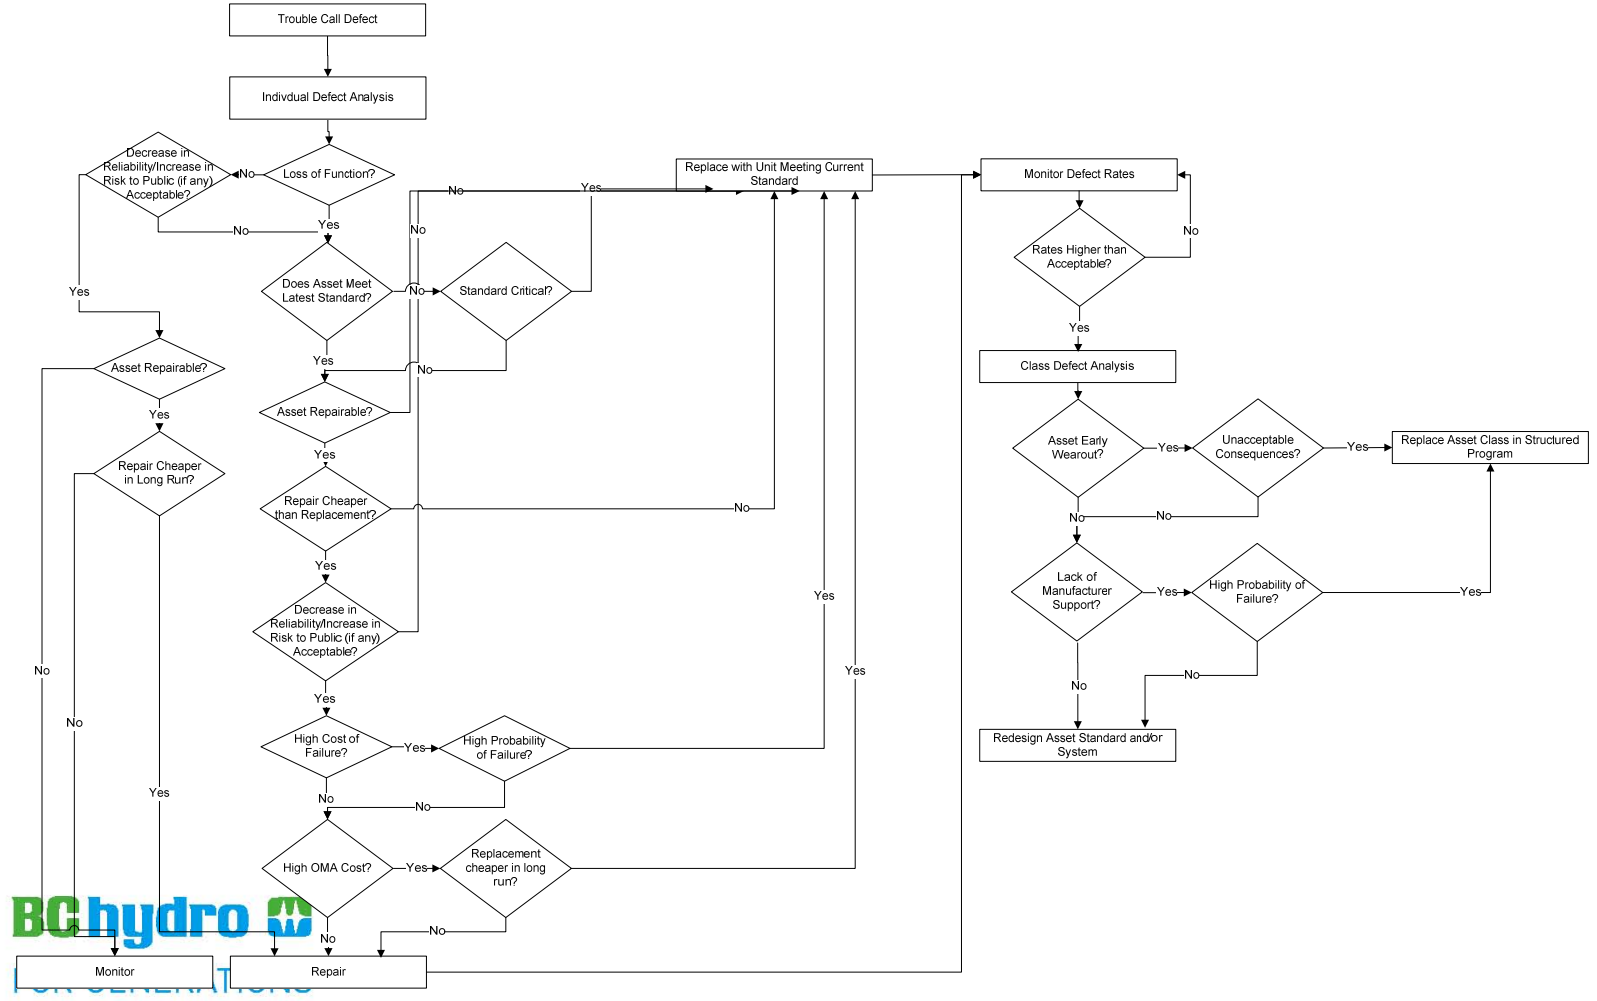 Trouble Call Defect
Indivdual Defect Analysis
Decrease in
Reliability/Increase in
Risk to Public (if any)
Acceptable?
No
Loss of Function?
Yes
No
Replace with Unit Meeting Current
Standard
Yes
No
No
Monitor Defect Rates
No
Rates Higher than
Acceptable?
Yes
Does Asset Meet
Latest Standard?
No
Standard Critical?
Yes
Yes
No
Asset Repairable?
Yes
Repair Cheaper
in Long Run?
No
No
Yes
Asset Repairable?
Yes
Repair Cheaper
than Replacement?
No
Yes
Decrease in
Reliability/Increase in
Risk to Public (if any)
Acceptable?
Yes
High Cost of
Failure?
Yes
High Probability
of Failure?
Yes
No
No
High OMA Cost?
Yes
Replacement
cheaper in long
run?
Yes
No
No
Class Defect Analysis
Asset Early
Wearout?
Yes
Unacceptable
Consequences?
Yes
Replace Asset Class in Structured
Program
No
No
Lack of
Manufacturer
Support?
Yes
High Probability of
Failure?
Yes
No
No
Redesign Asset Standard and/or
System
BChydro
FOR GENERATIONS
Monitor
Repair